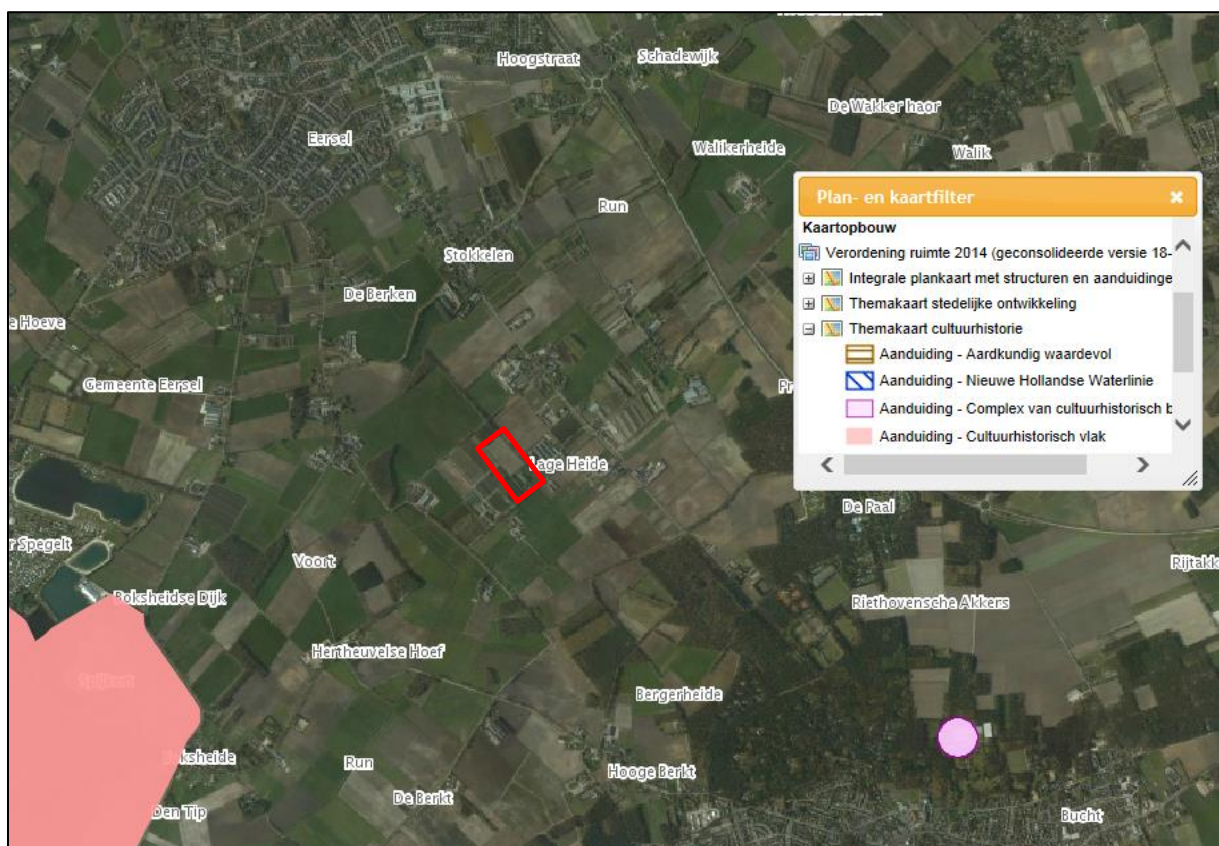 Hoogstraat
Schadewijk
De Wakker haor
Eersel
Walikerheide
Walik
Run
Stokkelen
De Berken
e Hoeve
Gemeente Eersel
Pr
Plan- en kaartfilter
Kaartopbouw
Verordening ruimte 2014 (geconsolideerde versie 18-
Integrale plankaart met structuren en aanduidinge
Themakaart stedelijke ontwikkeling
Themakaart cultuurhistorie
Aanduiding - Aardkundig waardevol
Aanduiding - Nieuwe Hollandse Waterlinie
Aanduiding - Complex van cultuurhistorisch b
Aanduiding - Cultuurhistorisch vlak
Lage Heide
De Paal
r Spegelt
Voort
Rijtakk
Boksheidse Dijk
Riethovensche Akkers
Hertheuvelse Hoef
Bergerheide
Boksheide
Run
Hooge Berkt
De Berkt
Den Tip
Bucht